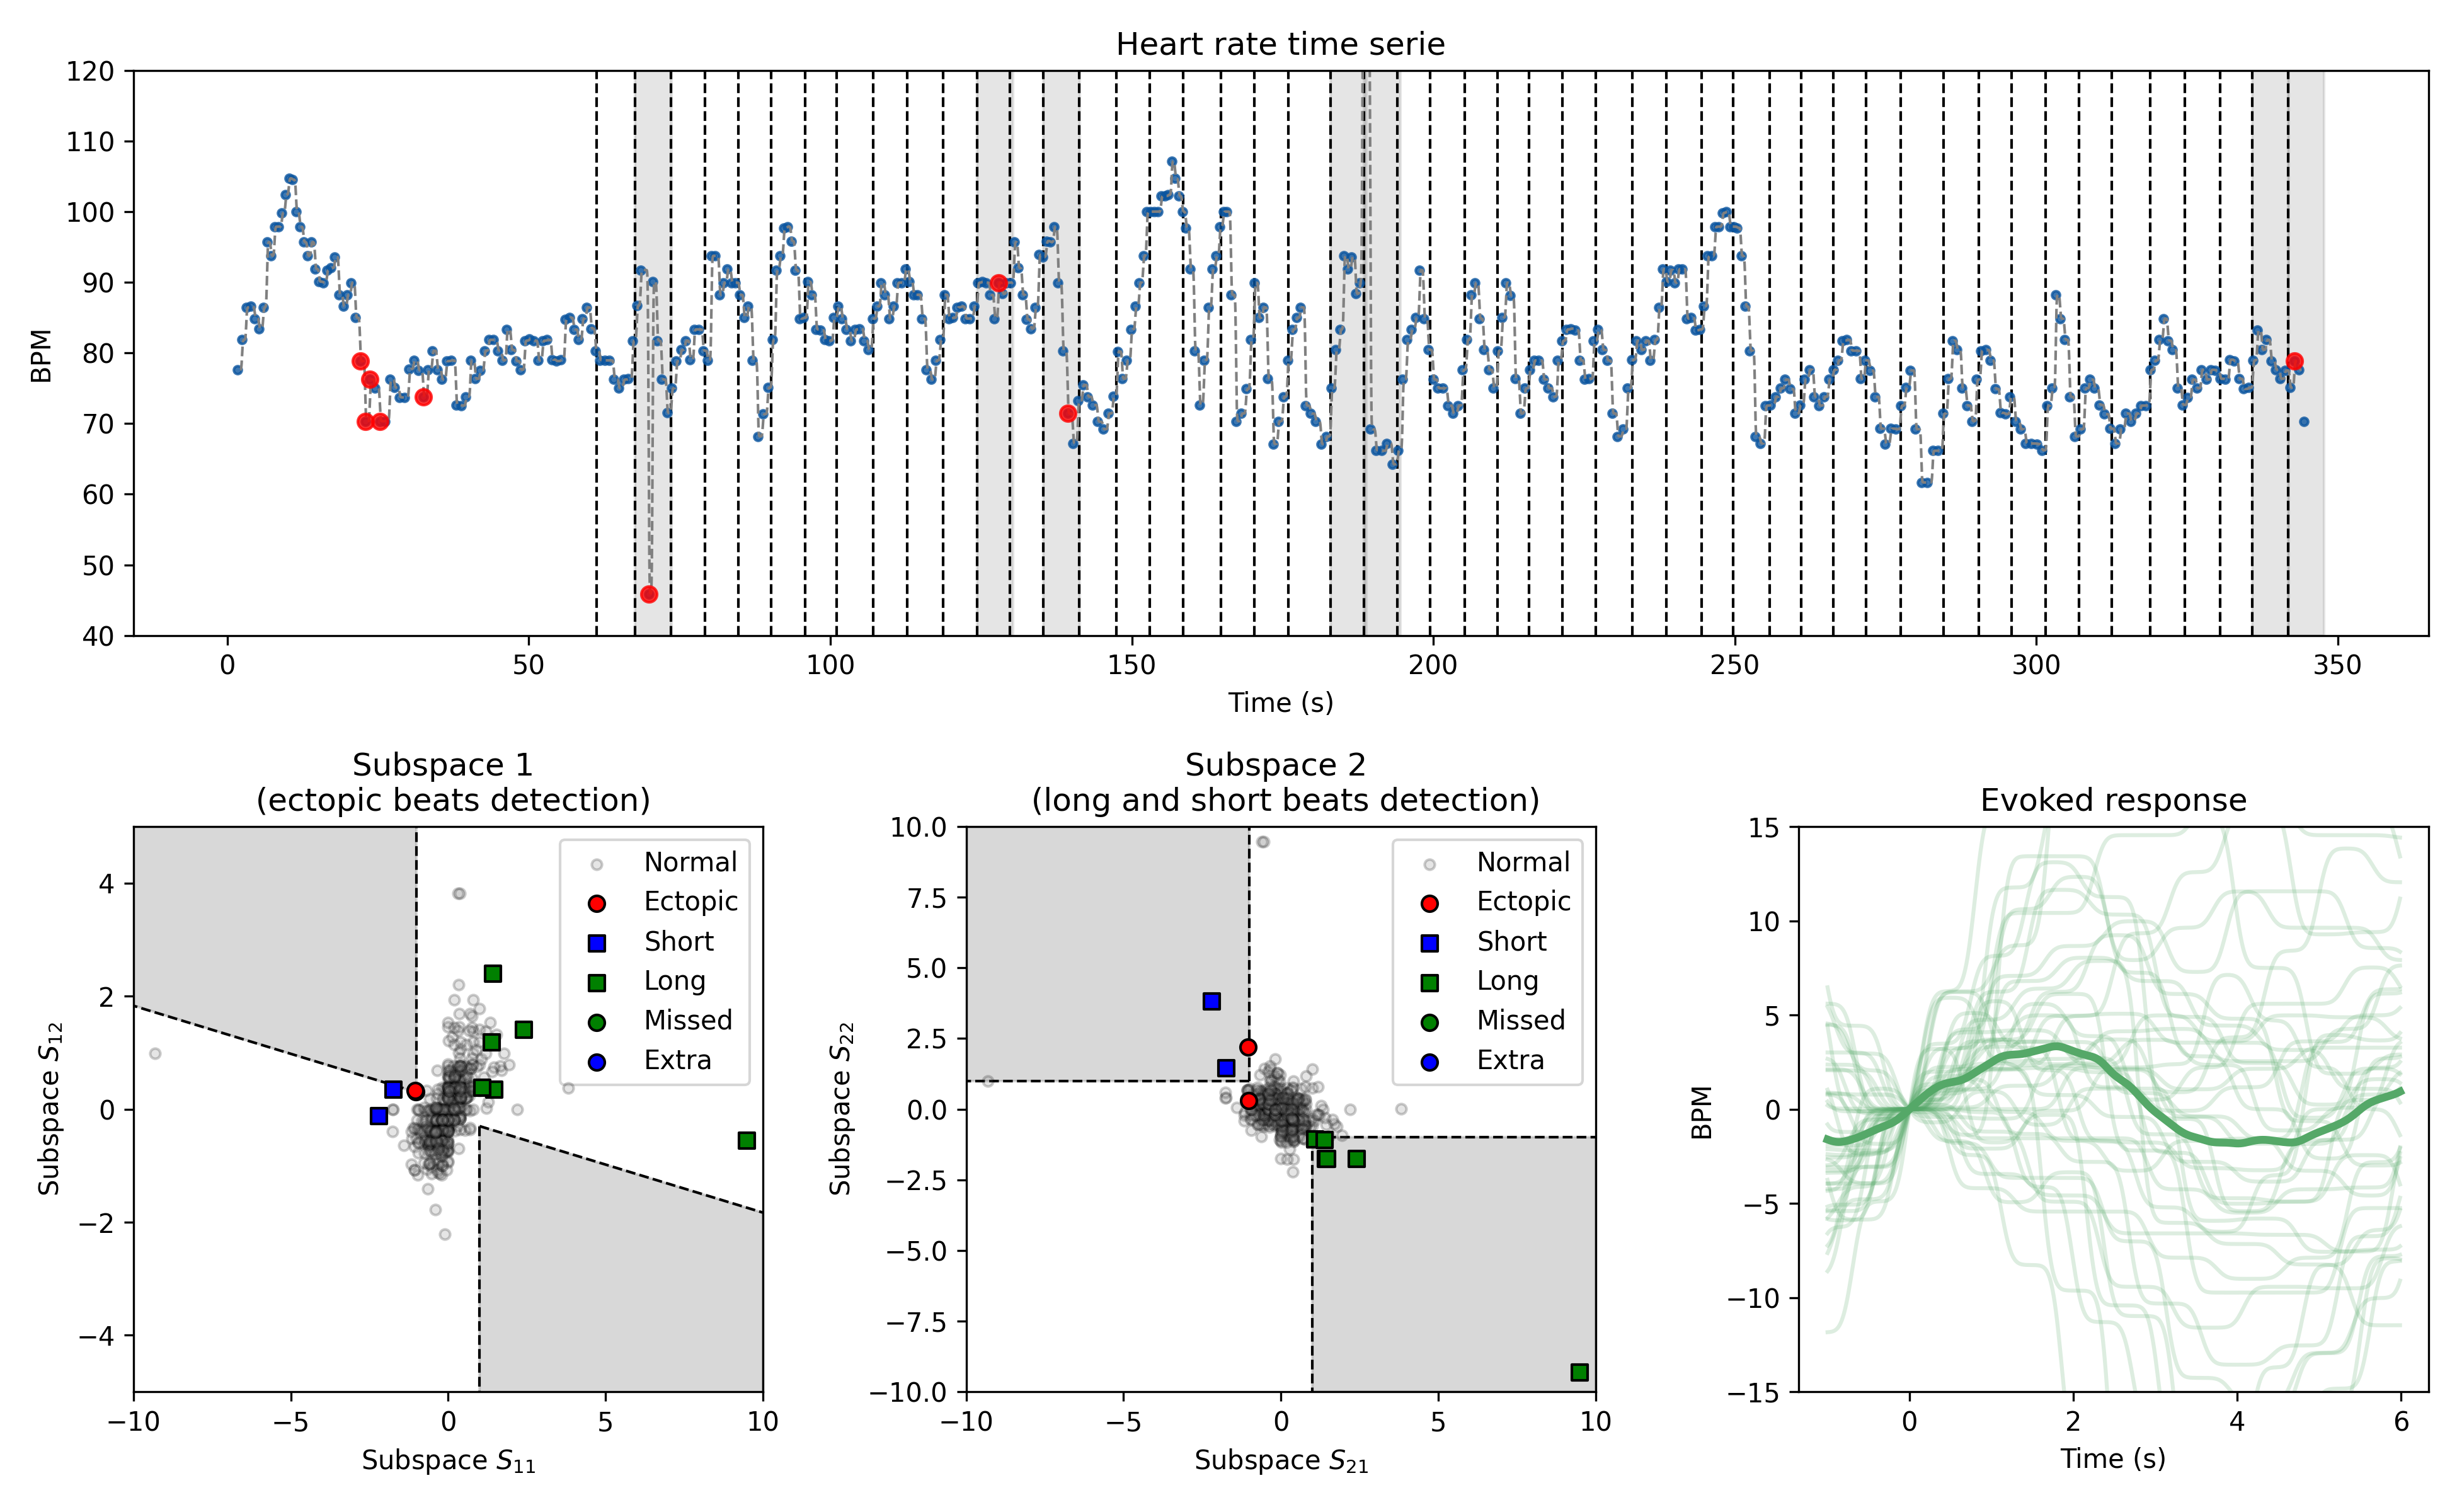 Heart rate time serie
120
110
100
90
80
70
60
50
40
BPM
0 50 100 150 200 250 300 350
Time (s)
Subspace 1
(ectopic beats detection)
4
2
0
−2
−4
Subspace S12
−10 −5 0 5 10
Subspace S11
Normal
Ectopic
Short
Long
Missed
Extra
Subspace 2
(long and short beats detection)
10.0
7.5
5.0
2.5
0.0
−2.5
−5.0
−7.5
−10.0
Subspace S22
−10 −5 0 5 10
Subspace S21
Normal
Ectopic
Short
Long
Missed
Extra
Evoked response
15
10
5
0
−5
−10
−15
BPM
0 2 4 6
Time (s)